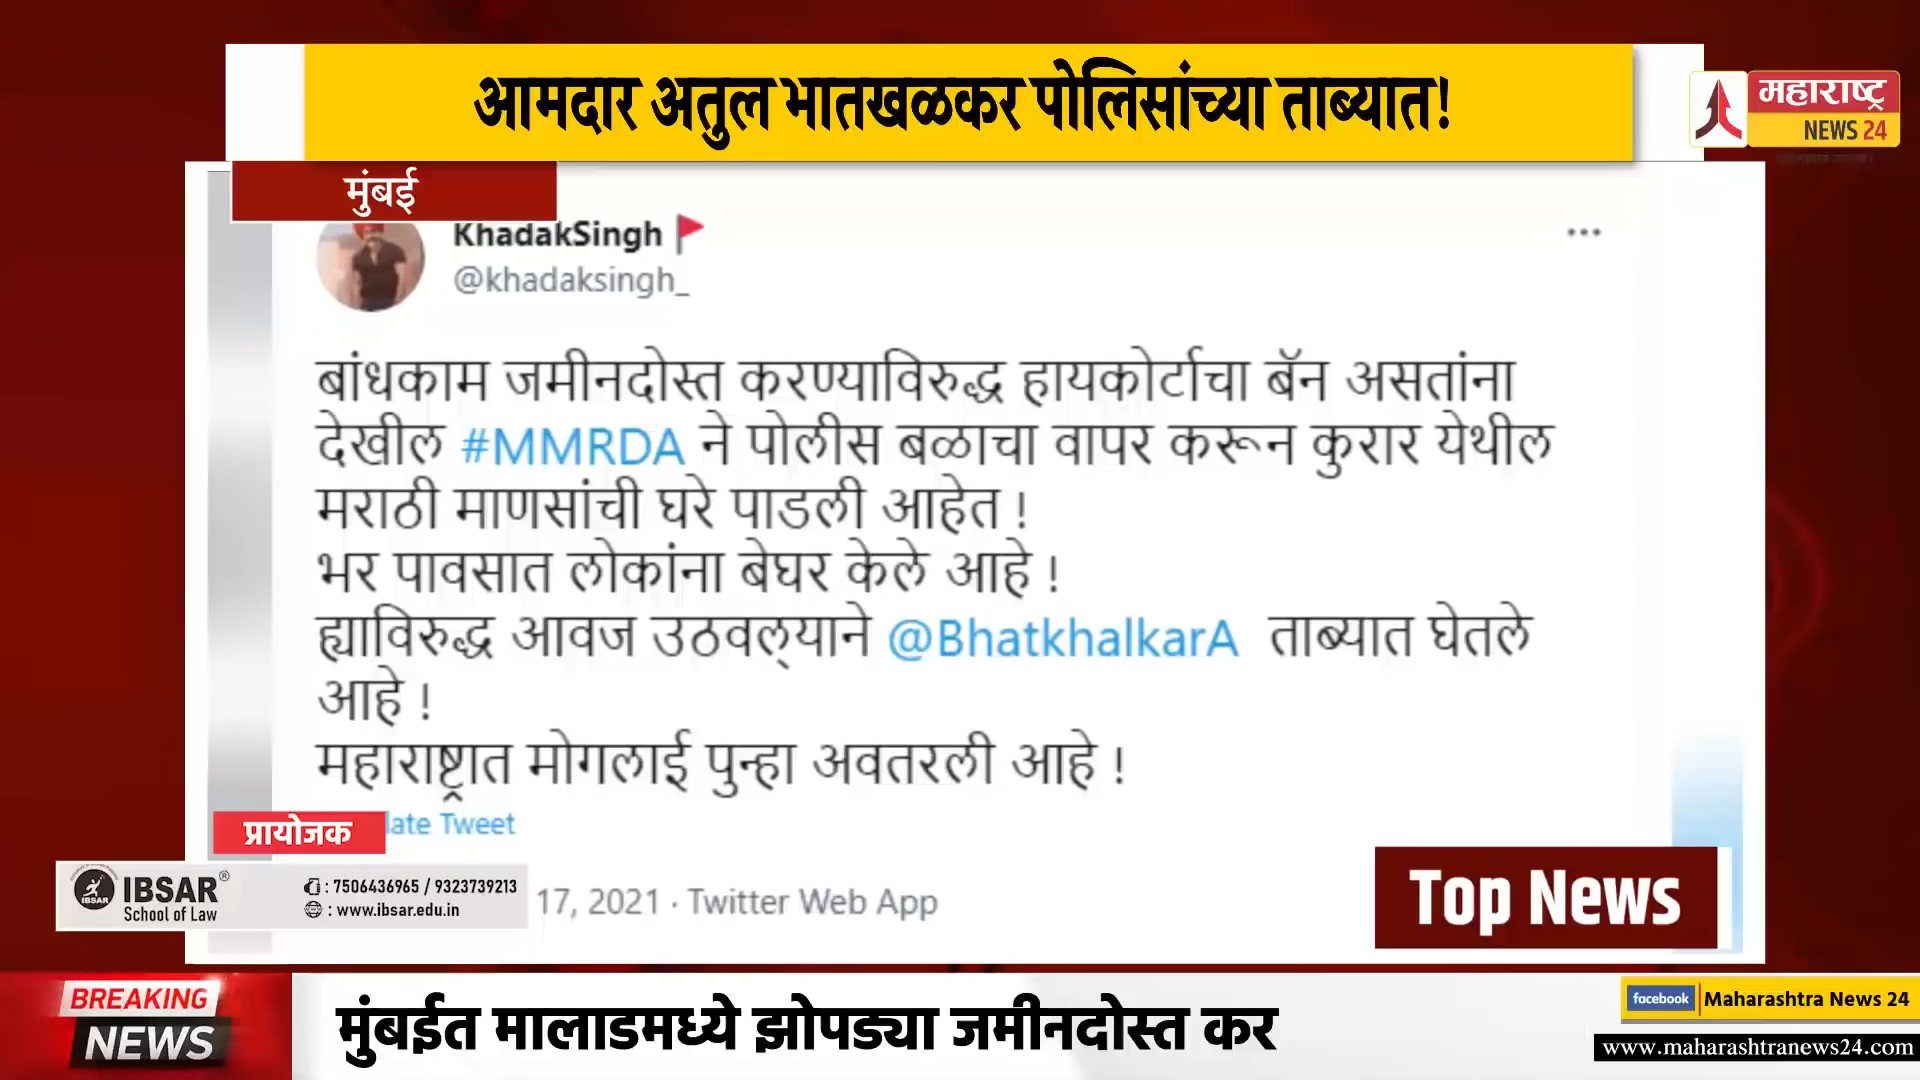 आमदार अतुल भातखळकर पोलिसांच्या ताब्यात!
महाराष्ट्र
NEWS 24
मुंबई
KhadakSingh
@khadaksingh_
बांधकाम जमीनदोस्त करण्याविरुद्ध हायकोर्टाचा बॅन असतांना
देखील #MMRDA ने पोलीस बळाचा वापर करून कुरार येथील
मराठी माणसांची घरे पाडली आहेत !
भर पावसात लोकांना बेघर केले आहे !
ह्याविरुद्ध आवज उठवल्याने @BhatkhalkarA ताब्यात घेतले
आहे !
महाराष्ट्रात मोगलाई पुन्हा अवतरली आहे !
late Tweet
प्रायोजक
IBSAR®
School of Law
: 7506436965 / 9323739213
: www.ibsar.edu.in
17, 2021 · Twitter Web App
Top News
BREAKING
NEWS
मुंबईत मालाडमध्ये झोपड्या जमीनदोस्त कर
facebook Maharashtra News 24
www.maharashtranews24.com